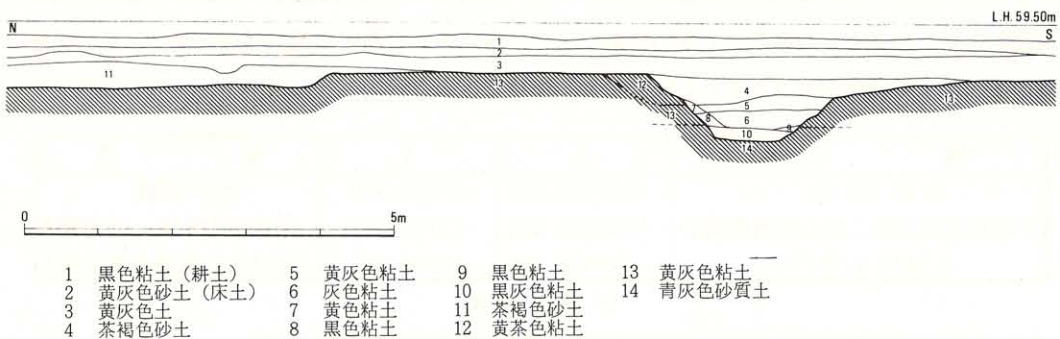 L.H. 59.50m
N
S
1
2
3
11
13
12
4
13
7
5
8
6
13
9
10
14
0
5m
1 黒色粘土（耕土）
2 黄灰色砂土（床土）
3 黄灰色土
4 茶褐色砂土
5 黄灰色粘土
6 灰色粘土
7 黄色粘土
8 黒色粘土
9 黒色粘土
10 黒灰色粘土
11 茶褐色砂土
12 黄茶色粘土
13 黄灰色粘土
14 青灰色砂質土